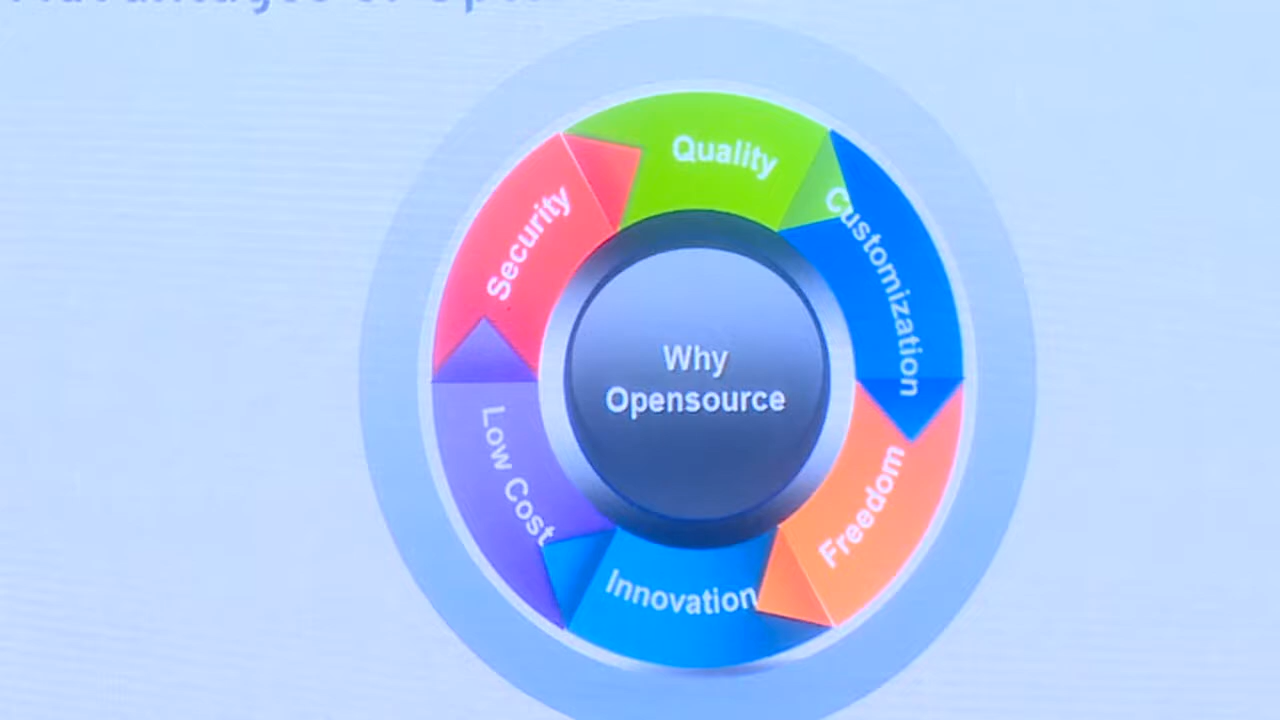 Quality
Customization
Freedom
Innovation
Low Cost
Security
Why
Opensource